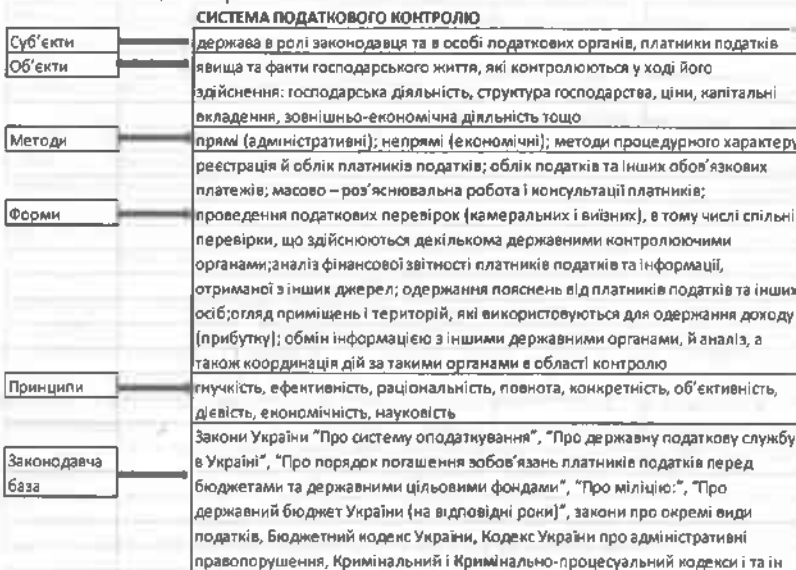 СИСТЕМА ПОДАТКОВОГО КОНТРОЛЮ
Суб'єкти
держава в ролі законодавця та в особі податкових органів, платники податків
Об'єкти
явища та факти господарського життя, які контролюються у ході його
здійснення: господарська діяльність, структура господарства, ціни, капітальні
вкладення, зовнішньо-економічна діяльність тощо
Методи
прямі (адміністративні); непрямі (економічні); методи процедурного характеру
Форми
реєстрація й облік платників податків; облік податків та інших обов'язкових
платежів; масово – роз'яснювальна робота і консультації платників;
проведення податкових перевірок (камеральних і виїзних), в тому числі спільні
перевірки, що здійснюються декількома державними контролюючими
органами;аналіз фінансової звітності платників податків та інформації,
отриманої з інших джерел; одержання пояснень від платників податків та інших
осіб;огляд приміщень і територій, які використовуються для одержання доходу
(прибутку); обмін інформацією з іншими державними органами, й аналіз, а
також координація дій за такими органами в області контролю
Принципи
гнучкість, ефективність, раціональність, повнота, конкретність, об'єктивність,
дієвість, економічність, науковість
Законодавча
база
Закони України "Про систему оподаткування", "Про державну податкову службу
в Україні", "Про порядок погашення зобов'язань платників податків перед
бюджетами та державними цільовими фондами", "Про міліцію:", "Про
державний бюджет України (на відповідні роки)", закони про окремі види
податків, Бюджетний кодекс України, Кодекс України про адміністративні
правопорушення, Кримінальний і Кримінально-процесуальний кодекси і та ін